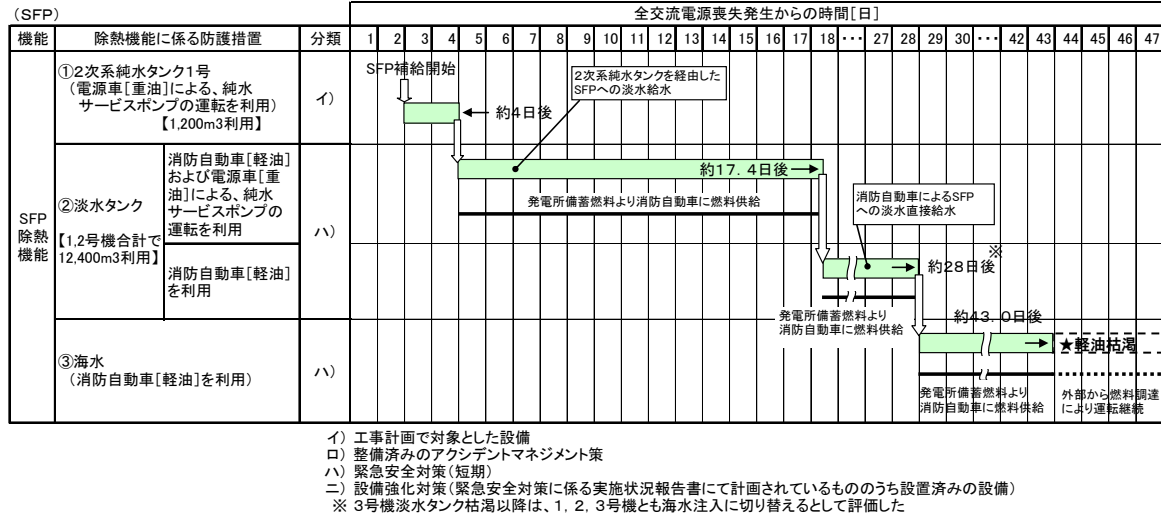 (SFP)
全交流電源喪失発生からの時間[日]
機能 除熱機能に係る防護措置 分類 1 2 3 4 5 6 7 8 9 10 11 12 13 14 15 16 17 18 ・・・ 27 28 29 30 ・・・ 42 43 44 45 46 47
SFP
除熱
機能
①2次系純水タンク1号
(電源車[重油]による、純水
サービスポンプの運転を利用)
【1,200m3利用】
イ)
SFP補給開始
約4日後
2次系純水タンクを経由した
SFPへの淡水給水
②淡水タンク
【1,2号機合計で
12,400m3利用】
消防自動車[軽油]
および電源車[重
油]による、純水
サービスポンプの
運転を利用
ハ)
約17.4日後
発電所備蓄燃料より消防自動車に燃料供給
消防自動車によるSFP
への淡水直接給水
消防自動車[軽油]
を利用
※
約28日後
発電所備蓄燃料より
消防自動車に燃料供給
③海水
(消防自動車[軽油]を利用)
ハ)
約43.0日後
★軽油枯渇
発電所備蓄燃料より
消防自動車に燃料供給
外部から燃料調達
により運転継続
イ) 工事計画で対象とした設備
ロ) 整備済みのアクシデントマネジメント策
ハ) 緊急安全対策(短期)
ニ) 設備強化対策(緊急安全対策に係る実施状況報告書にて計画されているもののうち設置済みの設備)
※ 3号機淡水タンク枯渇以降は、1,2,3号機とも海水注入に切り替えるとして評価した